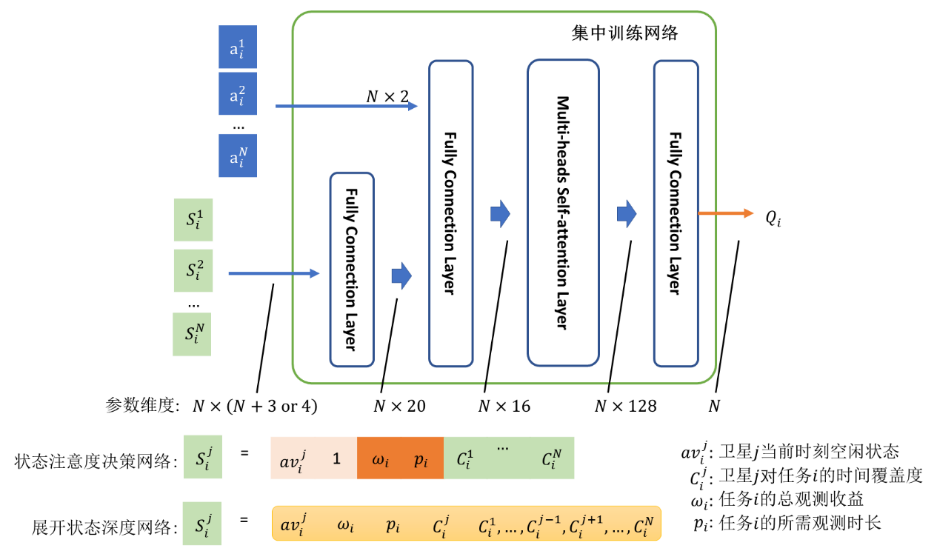 集中训练网络
a_i^1
a_i^2
...
a_i^N
N × 2
Fully Connection Layer
Fully Connection Layer
Multi-heads Self-attention Layer
Fully Connection Layer
S_i^1
S_i^2
...
S_i^N
Q_i
参数维度: N × (N + 3 or 4) N × 20 N × 16 N × 128 N
状态注意度决策网络: S_i^j = av_i^j 1 ω_i p_i C_i^1 ... C_i^N
展开状态深度网络: S_i^j = av_i^j ω_i p_i C_i^j C_i^1, ..., C_i^{j-1}, C_i^{j+1}, ..., C_i^N
av_i^j: 卫星j当前时刻空闲状态
C_i^j: 卫星j对任务i的时间覆盖度
ω_i: 任务i的总观测收益
p_i: 任务i的所需观测时长